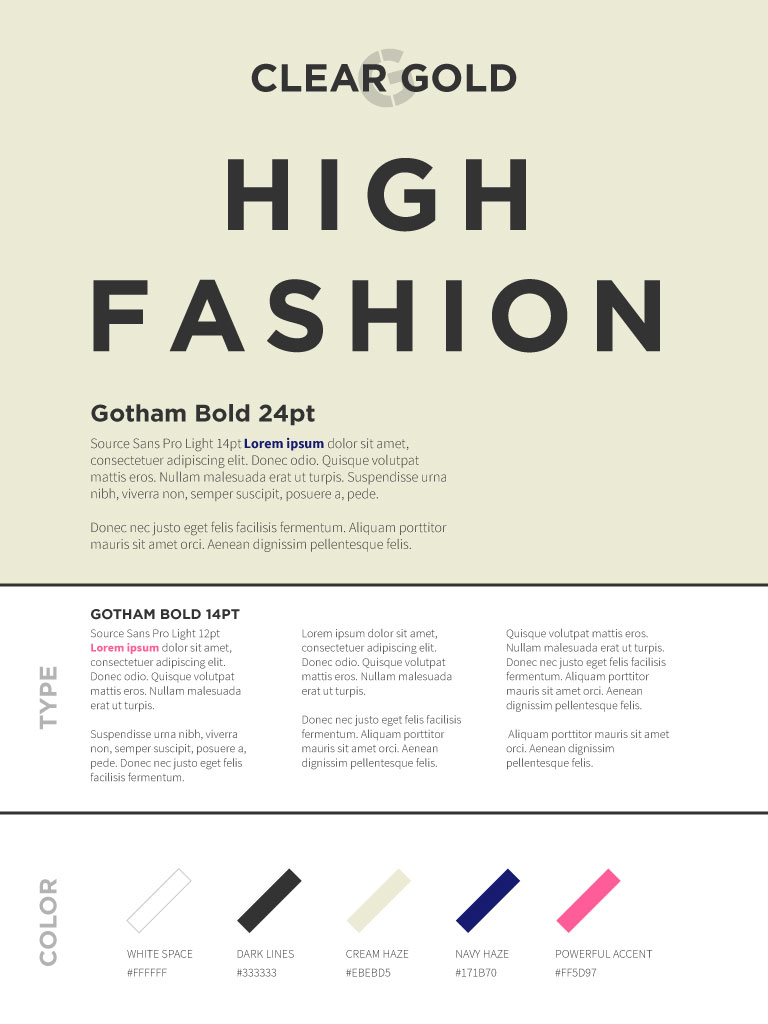 CLEAR GOLD
G
HIGH
FASHION
Gotham Bold 24pt
Source Sans Pro Light 14pt Lorem ipsum dolor sit amet,
consectetuer adipiscing elit. Donec odio. Quisque volutpat
mattis eros. Nullam malesuada erat ut turpis. Suspendisse urna
nibh, viverra non, semper suscipit, posuere a, pede.
Donec nec justo eget felis facilisis fermentum. Aliquam porttitor
mauris sit amet orci. Aenean dignissim pellentesque felis.
TYPE
GOTHAM BOLD 14PT
Source Sans Pro Light 12pt
Lorem ipsum dolor sit amet,
consectetuer adipiscing elit.
Donec odio. Quisque volutpat
mattis eros. Nullam malesuada
erat ut turpis.
Suspendisse urna nibh, viverra
non, semper suscipit, posuere a,
pede. Donec nec justo eget felis
facilisis fermentum.
Lorem ipsum dolor sit amet,
consectetuer adipiscing elit.
Donec odio. Quisque volutpat
mattis eros. Nullam malesuada
erat ut turpis.
Donec nec justo eget felis facilisis
fermentum. Aliquam porttitor
mauris sit amet orci. Aenean
dignissim pellentesque felis.
Quisque volutpat mattis eros.
Nullam malesuada erat ut turpis.
Donec nec justo eget felis facilisis
fermentum. Aliquam porttitor
mauris sit amet orci. Aenean
dignissim pellentesque felis.
Aliquam porttitor mauris sit amet
orci. Aenean dignissim
pellentesque felis.
COLOR
WHITE SPACE
#FFFFFF
DARK LINES
#333333
CREAM HAZE
#EBEBD5
NAVY HAZE
#171B70
POWERFUL ACCENT
#FF5D97